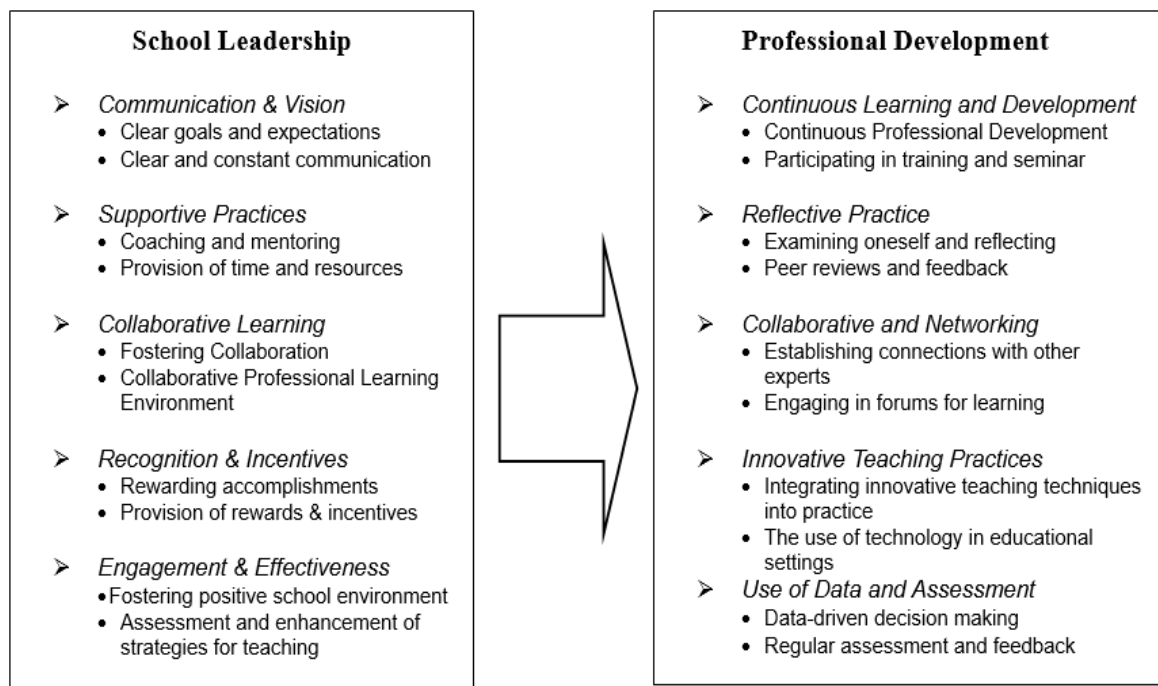 School Leadership
➢ Communication & Vision
• Clear goals and expectations
• Clear and constant communication
➢ Supportive Practices
• Coaching and mentoring
• Provision of time and resources
➢ Collaborative Learning
• Fostering Collaboration
• Collaborative Professional Learning
Environment
➢ Recognition & Incentives
• Rewarding accomplishments
• Provision of rewards & incentives
➢ Engagement & Effectiveness
•Fostering positive school environment
• Assessment and enhancement of
strategies for teaching
Professional Development
➢ Continuous Learning and Development
• Continuous Professional Development
• Participating in training and seminar
➢ Reflective Practice
• Examining oneself and reflecting
• Peer reviews and feedback
➢ Collaborative and Networking
• Establishing connections with other
experts
• Engaging in forums for learning
➢ Innovative Teaching Practices
• Integrating innovative teaching techniques
into practice
• The use of technology in educational
settings
➢ Use of Data and Assessment
• Data-driven decision making
• Regular assessment and feedback